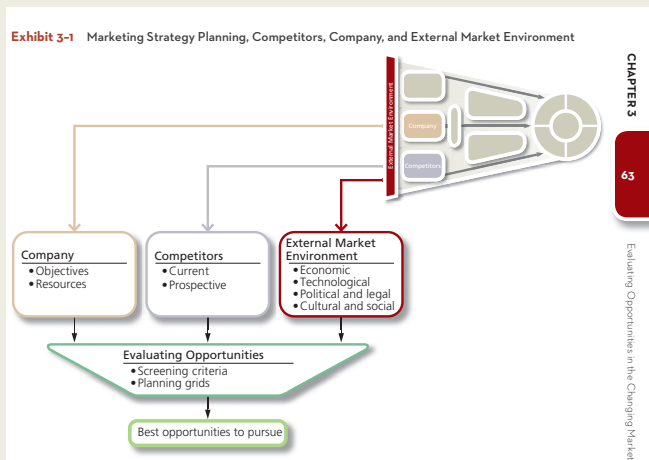 Exhibit 3-1 Marketing Strategy Planning, Competitors, Company, and External Market Environment
External Market Environment
Company
Competitors
CHAPTER 3
63
Evaluating Opportunities in the Changing Market
Company
• Objectives
• Resources
Competitors
• Current
• Prospective
External Market
Environment
• Economic
• Technological
• Political and legal
• Cultural and social
Evaluating Opportunities
• Screening criteria
• Planning grids
Best opportunities to pursue